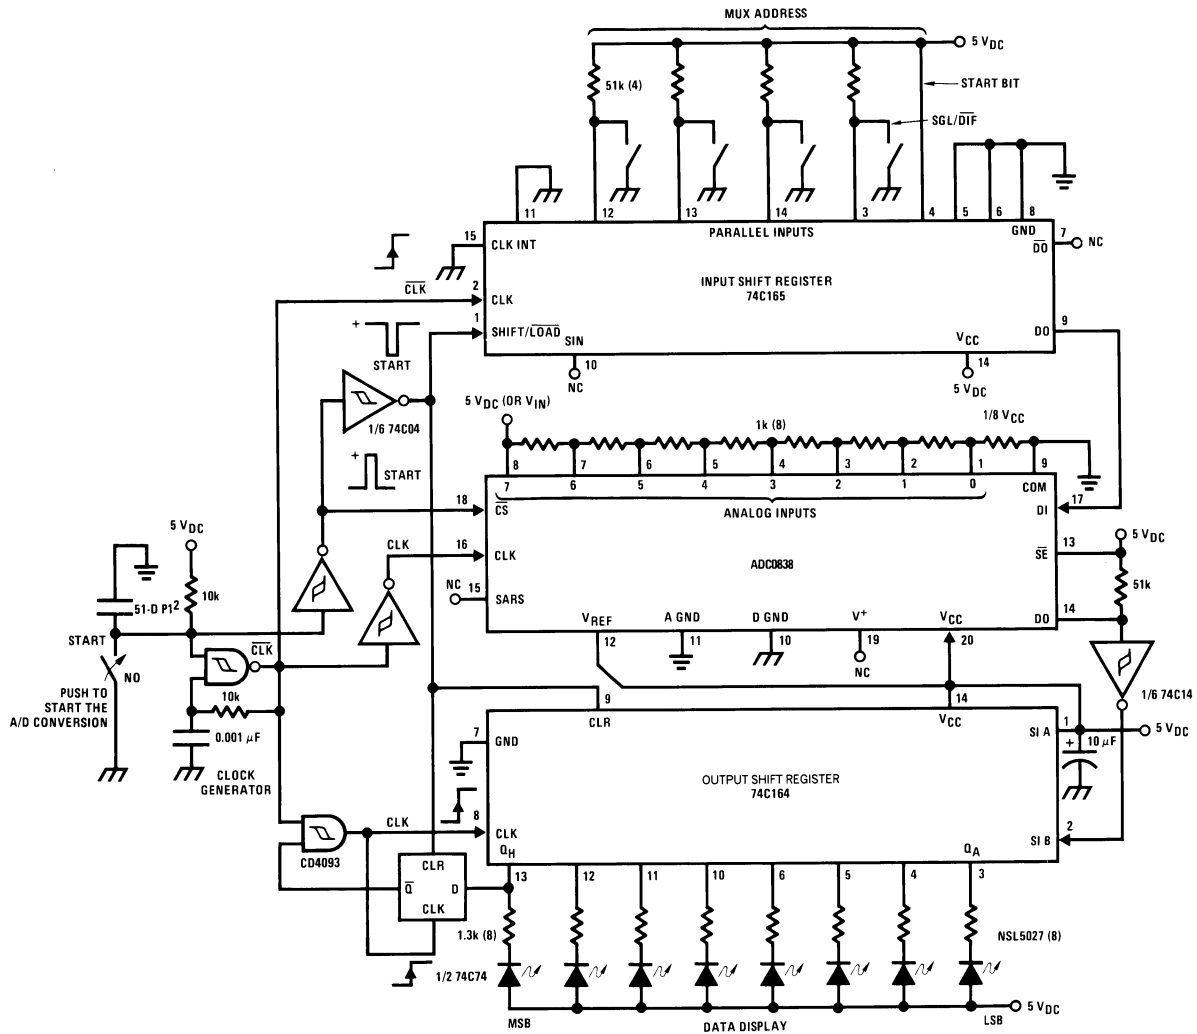 MUX ADDRESS
5 VDC
51k (4)
START BIT
SGL/DIF
11
12
13
14
3
4
5
6
8
PARALLEL INPUTS
GND
15
CLK INT
7
DO
NC
INPUT SHIFT REGISTER
74C165
CLK
2
CLK
1
SHIFT/LOAD
9
DO
SIN
VCC
10
NC
14
5 VDC
+
START
1/6 74C04
+
START
5 VDC (OR VIN)
1k (8)
1/8 VCC
8
7
6
5
4
3
2
1
9
7
6
5
4
3
2
1
0
COM
ANALOG INPUTS
18
CS
17
DI
CLK
16
CLK
ADC0838
13
SE
5 VDC
51k
NC
15
SARS
14
DO
VREF
A GND
D GND
V+
VCC
12
11
10
19
20
NC
1/6 74C14
5 VDC
10k
51-D P1²
START
NO
PUSH TO
START THE
A/D CONVERSION
CLK
10k
0.001 μF
CLOCK
GENERATOR
9
14
CLR
VCC
7
GND
1
SI A
+
10 μF
5 VDC
OUTPUT SHIFT REGISTER
74C164
CLK
8
CLK
2
SI B
CD4093
QH
QA
CLR
Q
D
CLK
13
12
11
10
6
5
4
3
1.3k (8)
NSL5027 (8)
1/2 74C74
5 VDC
MSB
DATA DISPLAY
LSB